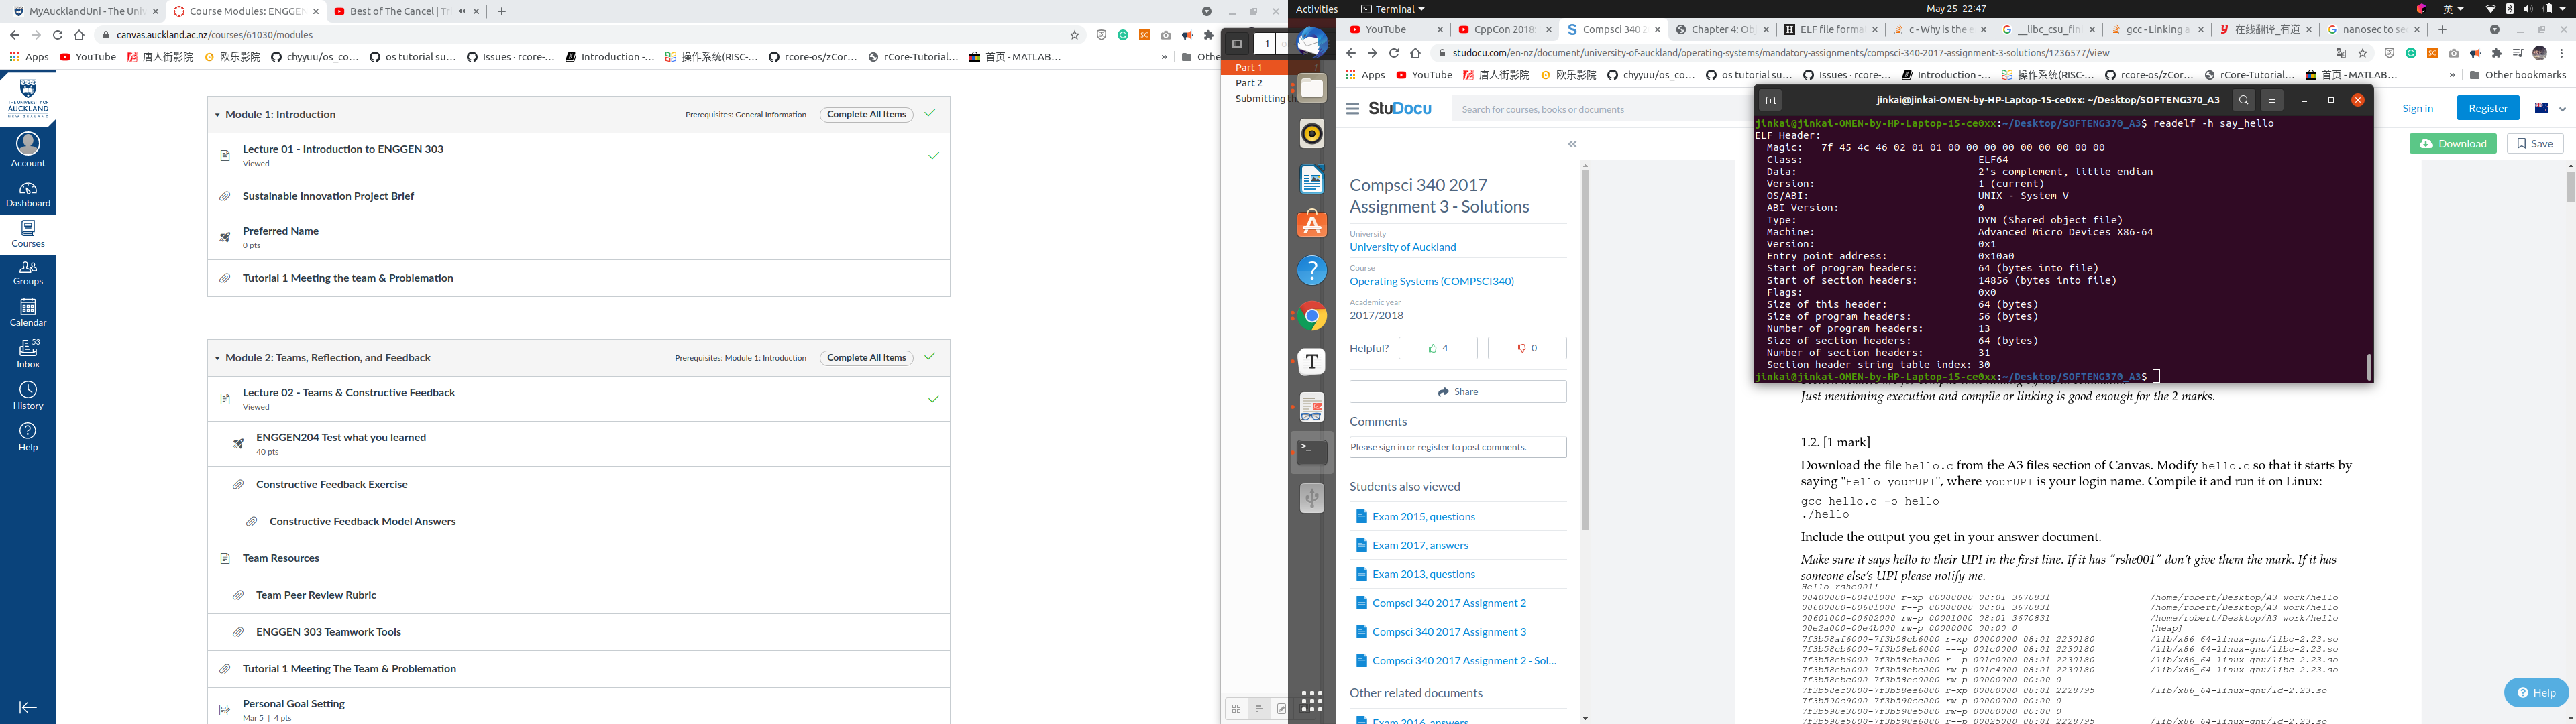 MyAucklandUni - The Univ
Course Modules: ENGGEN
Best of The Cancel | Tri
canvas.auckland.ac.nz/courses/61030/modules
Apps
YouTube
唐人街影院
欧乐影院
chyyuu/os_co...
os tutorial su...
Issues · rcore-...
Introduction -...
操作系统(RISC-...
rcore-os/zCor...
rCore-Tutorial...
首页 - MATLAB...
»
THE UNIVERSITY OF
AUCKLAND
NEW ZEALAND
Account
Dashboard
Courses
Groups
Calendar
53
Inbox
History
Help
Module 1: Introduction
Prerequisites: General Information
Complete All Items
Lecture 01 - Introduction to ENGGEN 303
Viewed
Sustainable Innovation Project Brief
Preferred Name
0 pts
Tutorial 1 Meeting the team & Problemation
Module 2: Teams, Reflection, and Feedback
Prerequisites: Module 1: Introduction
Complete All Items
Lecture 02 - Teams & Constructive Feedback
Viewed
ENGGEN204 Test what you learned
40 pts
Constructive Feedback Exercise
Constructive Feedback Model Answers
Team Resources
Team Peer Review Rubric
ENGGEN 303 Teamwork Tools
Tutorial 1 Meeting The Team & Problemation
Personal Goal Setting
Mar 5 | 4 pts
1
Part 1
Part 2
Submitting th
Activities
Terminal
May 25 22:47
英
YouTube
CppCon 2018:
Compsci 340 2
Chapter 4: Obj
ELF file forma
c - Why is the e
__libc_csu_fini
gcc - Linking a
在线翻译_有道
nanosec to se
studocu.com/en-nz/document/university-of-auckland/operating-systems/mandatory-assignments/compsci-340-2017-assignment-3-solutions/1236577/view
Apps
YouTube
唐人街影院
欧乐影院
chyyuu/os_co...
os tutorial su...
Issues · rcore-...
Introduction -...
操作系统(RISC-...
rcore-os/zCor...
rCore-Tutorial...
首页 - MATLAB...
»
Other bookmarks
StuDocu
Search for courses, books or documents
Sign in
Register
Download
Save
«
Compsci 340 2017
Assignment 3 - Solutions
University
University of Auckland
Course
Operating Systems (COMPSCI340)
Academic year
2017/2018
Helpful?
4
0
Share
Comments
Please sign in or register to post comments.
Students also viewed
Exam 2015, questions
Exam 2017, answers
Exam 2013, questions
Compsci 340 2017 Assignment 2
Compsci 340 2017 Assignment 3
Compsci 340 2017 Assignment 2 - Sol...
Other related documents
Exam 2016, answers
jinkai@jinkai-OMEN-by-HP-Laptop-15-ce0xx: ~/Desktop/SOFTENG370_A3
jinkai@jinkai-OMEN-by-HP-Laptop-15-ce0xx:~/Desktop/SOFTENG370_A3$ readelf -h say_hello
ELF Header:
Magic: 7f 45 4c 46 02 01 01 00 00 00 00 00 00 00 00 00
Class: ELF64
Data: 2's complement, little endian
Version: 1 (current)
OS/ABI: UNIX - System V
ABI Version: 0
Type: DYN (Shared object file)
Machine: Advanced Micro Devices X86-64
Version: 0x1
Entry point address: 0x10a0
Start of program headers: 64 (bytes into file)
Start of section headers: 14856 (bytes into file)
Flags: 0x0
Size of this header: 64 (bytes)
Size of program headers: 56 (bytes)
Number of program headers: 13
Size of section headers: 64 (bytes)
Number of section headers: 31
Section header string table index: 30
jinkai@jinkai-OMEN-by-HP-Laptop-15-ce0xx:~/Desktop/SOFTENG370_A3$
Just mentioning execution and compile or linking is good enough for the 2 marks.
1.2. [1 mark]
Download the file hello.c from the A3 files section of Canvas. Modify hello.c so that it starts by
saying "Hello yourUPI", where yourUPI is your login name. Compile it and run it on Linux:
gcc hello.c -o hello
./hello
Include the output you get in your answer document.
Make sure it says hello to their UPI in the first line. If it has "rshe001" don't give them the mark. If it has
someone else's UPI please notify me.
Hello rshe001!
00400000-00401000 r-xp 00000000 08:01 3670831 /home/robert/Desktop/A3 work/hello
00600000-00601000 r--p 00000000 08:01 3670831 /home/robert/Desktop/A3 work/hello
00601000-00602000 rw-p 00001000 08:01 3670831 /home/robert/Desktop/A3 work/hello
00e2a000-00e4b000 rw-p 00000000 00:00 0 [heap]
7f3b58af6000-7f3b58cb6000 r-xp 00000000 08:01 2230180 /lib/x86_64-linux-gnu/libc-2.23.so
7f3b58cb6000-7f3b58eb6000 ---p 001c0000 08:01 2230180 /lib/x86_64-linux-gnu/libc-2.23.so
7f3b58eb6000-7f3b58eba000 r--p 001c0000 08:01 2230180 /lib/x86_64-linux-gnu/libc-2.23.so
7f3b58eba000-7f3b58ebc000 rw-p 001c4000 08:01 2230180 /lib/x86_64-linux-gnu/libc-2.23.so
7f3b58ebc000-7f3b58ec0000 rw-p 00000000 00:00 0
7f3b58ec0000-7f3b58ee6000 r-xp 00000000 08:01 2228795 /lib/x86_64-linux-gnu/ld-2.23.so
7f3b590c9000-7f3b590cc000 rw-p 00000000 00:00 0
7f3b590e3000-7f3b590e5000 rw-p 00000000 00:00 0
7f3b590e5000-7f3b590e6000 r--p 00025000 08:01 2228795 /lib/x86_64-linux-gnu/ld-2.23.so
Help